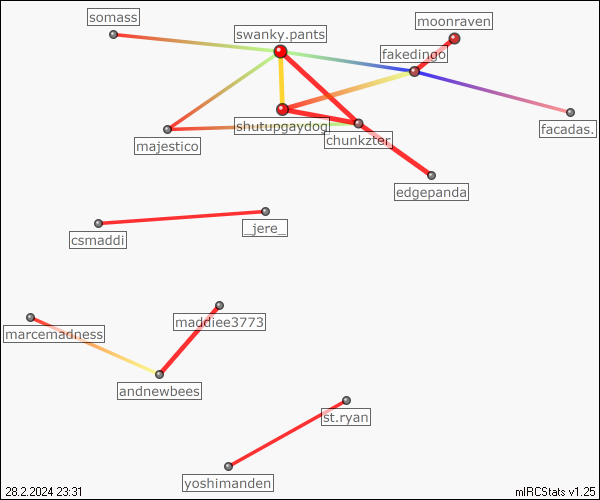 somass
moonraven
swanky.pants
fakedingo
shutupgaydog
facadas.
chunkzter
majestico
edgepanda
_jere_
csmaddi
maddiee3773
marcemadness
andnewbees
st.ryan
yoshimanden
28.2.2024 23:31
mIRCStats v1.25